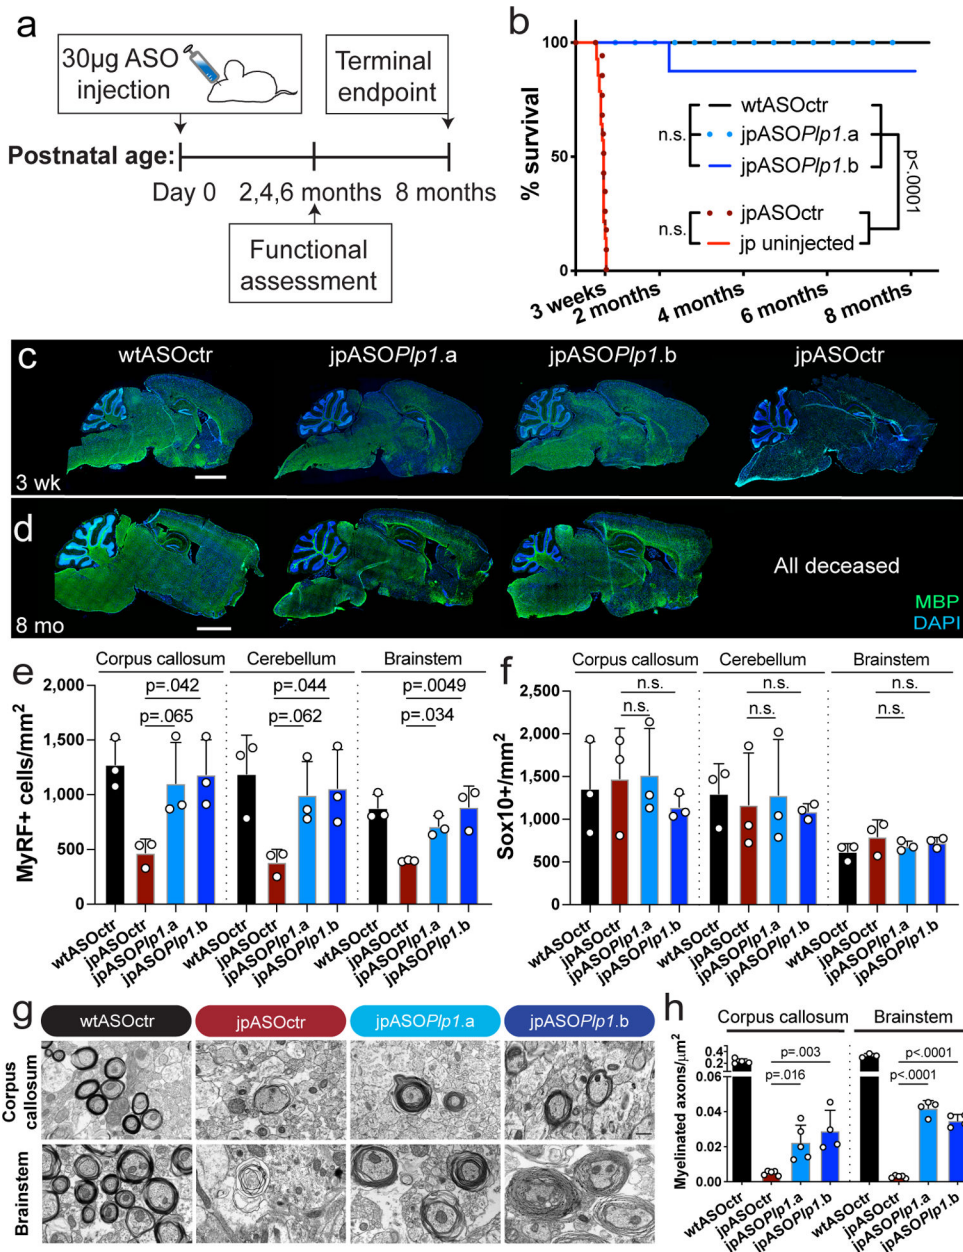 a
30µg ASO
injection
Terminal
endpoint
Postnatal age:
Day 0
2,4,6 months
8 months
Functional
assessment
b
% survival
100
50
0
3 weeks
2 months
4 months
6 months
8 months
wtASOctr
n.s.
jpASOPlp1.a
jpASOPlp1.b
p<.0001
jpASOctr
n.s.
jp uninjected
c
wtASOctr
jpASOPlp1.a
jpASOPlp1.b
jpASOctr
3 wk
d
8 mo
All deceased
MBP
DAPI
e
Corpus callosum
Cerebellum
Brainstem
MyRF+ cells/mm²
2,000
1,500
1,000
500
0
p=.042
p=.065
p=.044
p=.062
p=.0049
p=.034
wtASOctr
jpASOctr
jpASOPlp1.a
jpASOPlp1.b
wtASOctr
jpASOctr
jpASOPlp1.a
jpASOPlp1.b
wtASOctr
jpASOctr
jpASOPlp1.a
jpASOPlp1.b
f
Corpus callosum
Cerebellum
Brainstem
Sox10+/mm²
2,500
2,000
1,500
1,000
500
0
n.s.
n.s.
n.s.
n.s.
n.s.
n.s.
wtASOctr
jpASOctr
jpASOPlp1.a
jpASOPlp1.b
wtASOctr
jpASOctr
jpASOPlp1.a
jpASOPlp1.b
wtASOctr
jpASOctr
jpASOPlp1.a
jpASOPlp1.b
g
wtASOctr
jpASOctr
jpASOPlp1.a
jpASOPlp1.b
Corpus
callosum
Brainstem
h
Corpus callosum
Brainstem
Myelinated axons/µm²
0.4
0.2
0.06
0.04
0.02
0.00
p=.003
p=.016
p<.0001
p<.0001
wtASOctr
jpASOctr
jpASOPlp1.a
jpASOPlp1.b
wtASOctr
jpASOctr
jpASOPlp1.a
jpASOPlp1.b